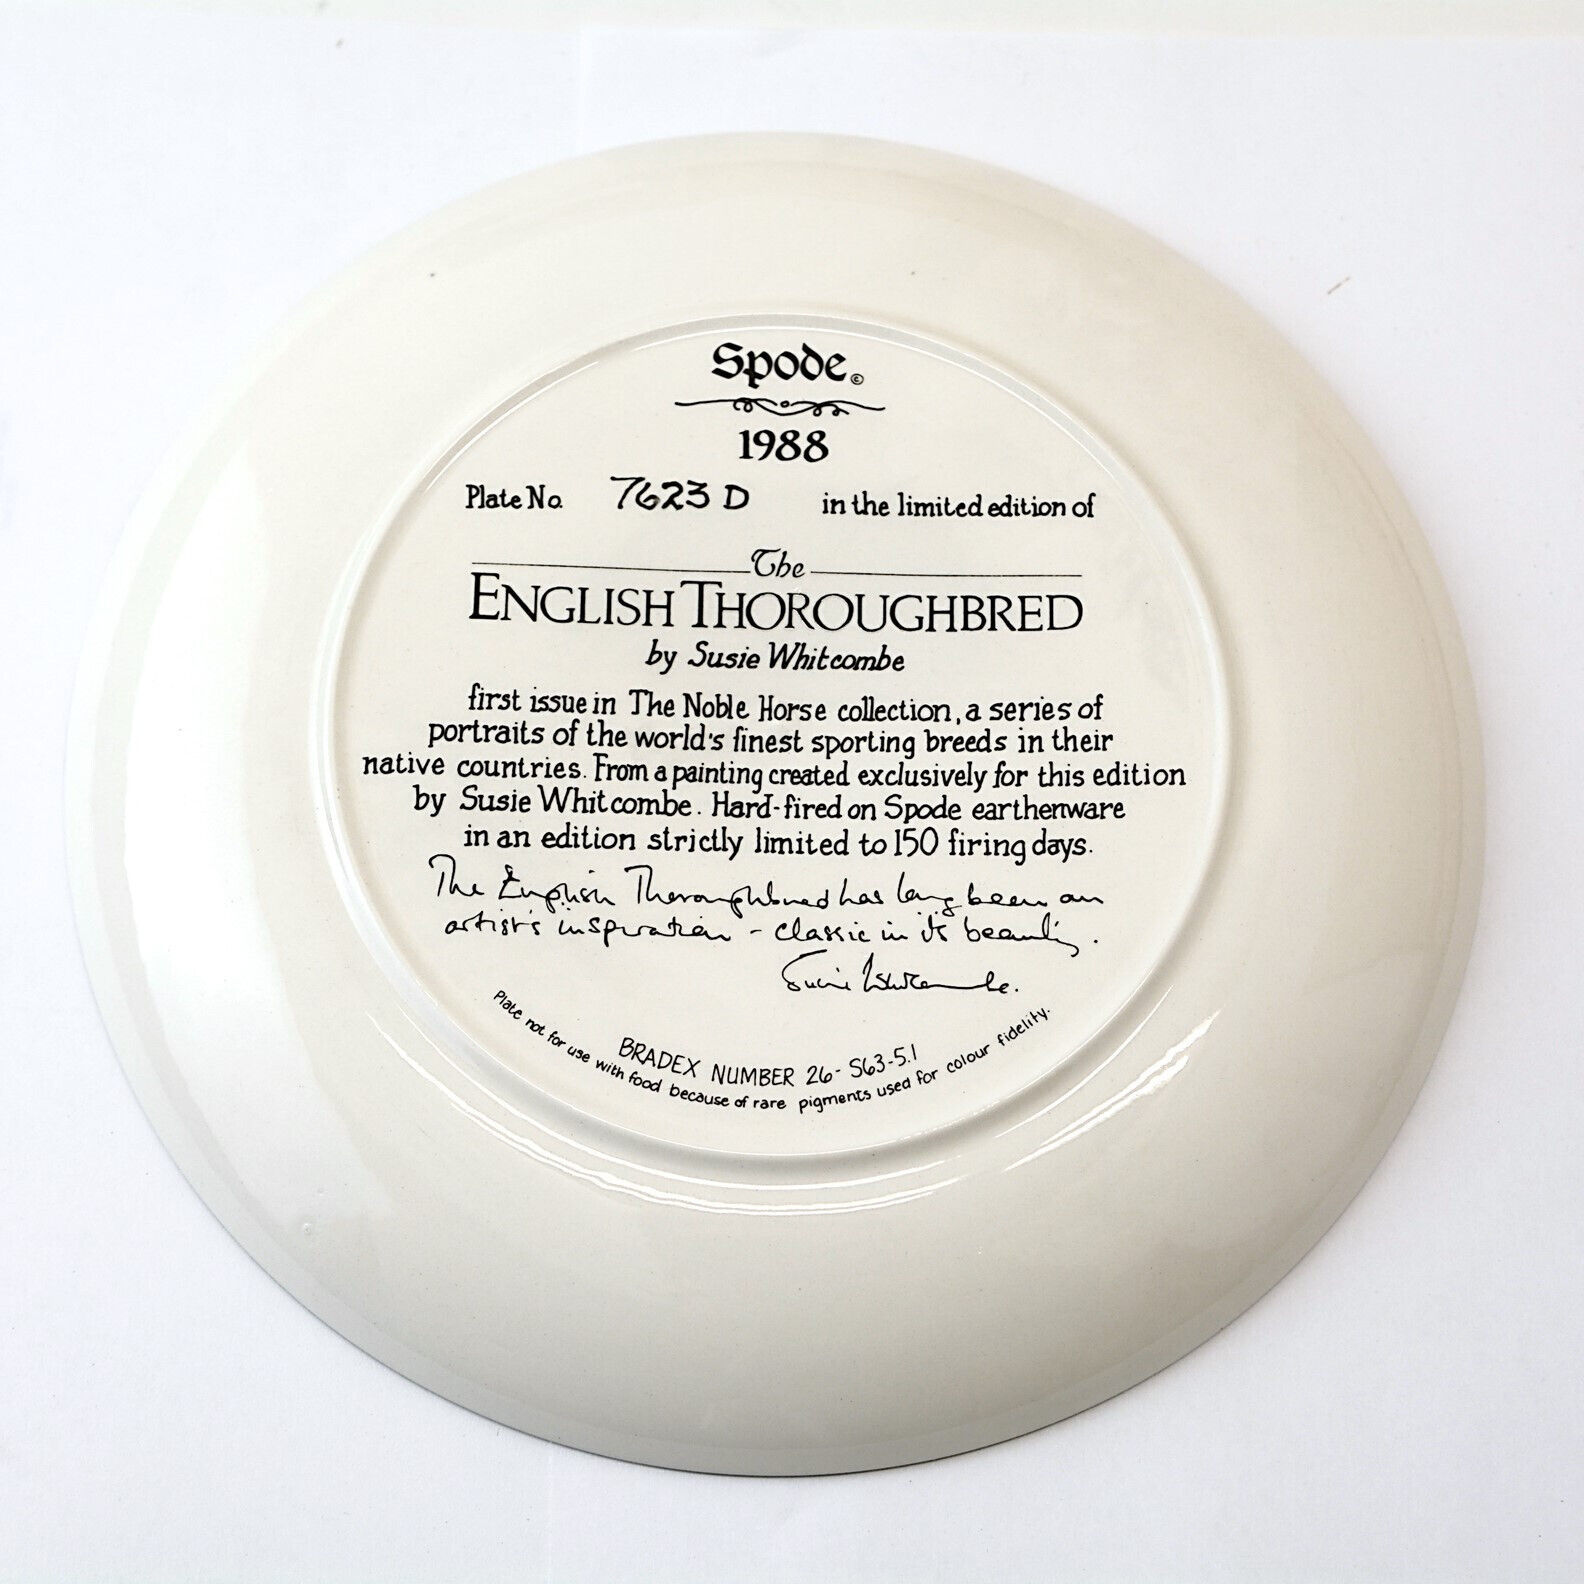 Spode ©
1988
Plate No. 7623 D in the limited edition of
The
ENGLISH THOROUGHBRED
by Susie Whitcombe
first issue in The Noble Horse collection, a series of
portraits of the world's finest sporting breeds in their
native countries. From a painting created exclusively for this edition
by Susie Whitcombe. Hard-fired on Spode earthenware
in an edition strictly limited to 150 firing days.
The English Thoroughbred has long been an
artist's inspiration - classic in its beauty.
Susie Whitcombe.
BRADEX NUMBER 26-S63-5.1
Plate not for use with food because of rare pigments used for colour fidelity.